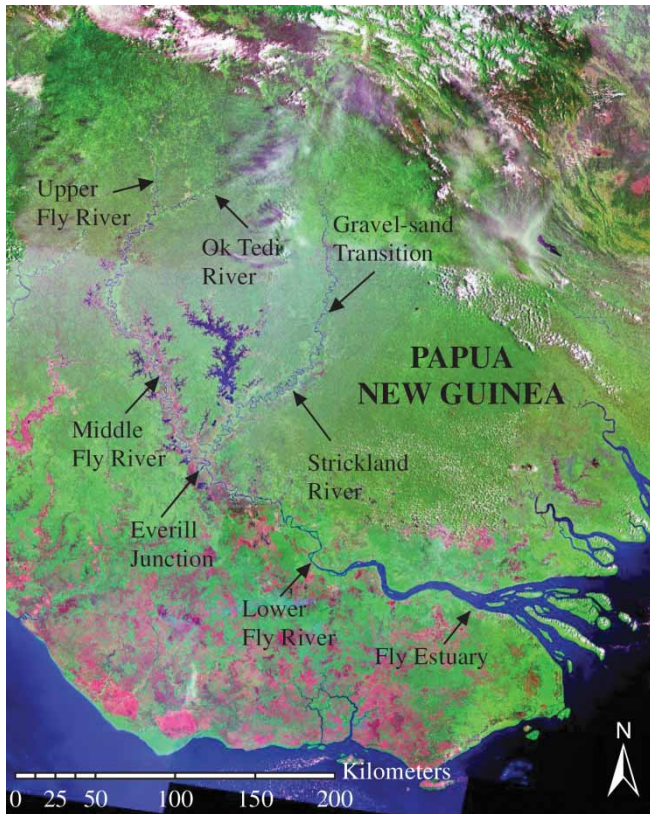 Upper
Fly River
Ok Tedi
River
Gravel-sand
Transition
PAPUA
NEW GUINEA
Middle
Fly River
Strickland
River
Everill
Junction
Lower
Fly River
Fly Estuary
N
Kilometers
0 25 50 100 150 200